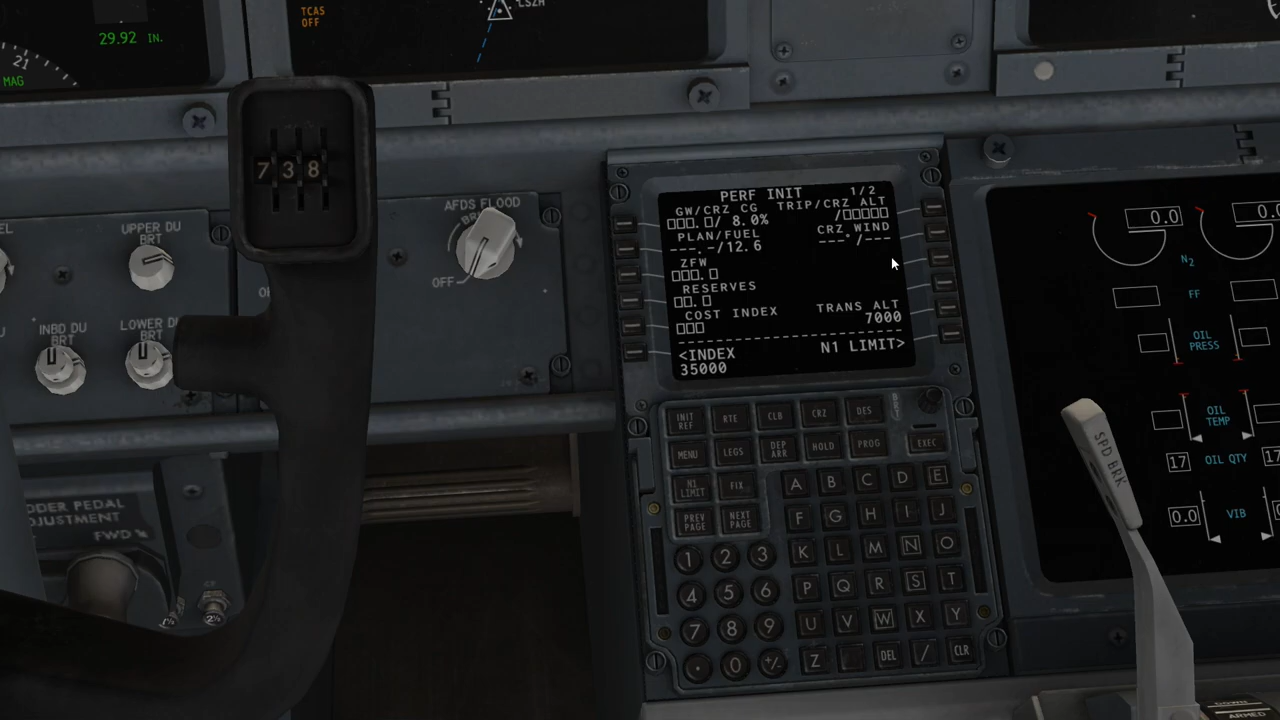 TCAS
OFF
LSZH
29.92 IN.
21
MAG
7 3 8
AFDS FLOOD
BRT
OFF
UPPER DU
BRT
INBD DU
BRT
LOWER DU
BRT
PERF INIT 1/2
GW/CRZ CG TRIP/CRZ ALT
□□□.□/ 8.0% /□□□□□
PLAN/FUEL CRZ WIND
---.-/12.6 ---°/---
ZFW
□□□.□
RESERVES
□□.□
COST INDEX TRANS ALT
□□□ 7000
<INDEX N1 LIMIT>
35000
INIT REF
RTE
CLB
CRZ
DES
MENU
LEGS
DEP ARR
HOLD
PROG
EXEC
N1 LIMIT
FIX
PREV PAGE
NEXT PAGE
A B C D E
F G H I J
1 2 3 K L M N O
4 5 6 P Q R S T
7 8 9 U V W X Y
. 0 +/- Z DEL / CLR
0.0 0.0
N2
FF
OIL
PRESS
OIL
TEMP
17 OIL QTY 17
0.0 VIB
SPD BRK
ARMED
DOWN
PEDAL
ADJUSTMENT
FWD